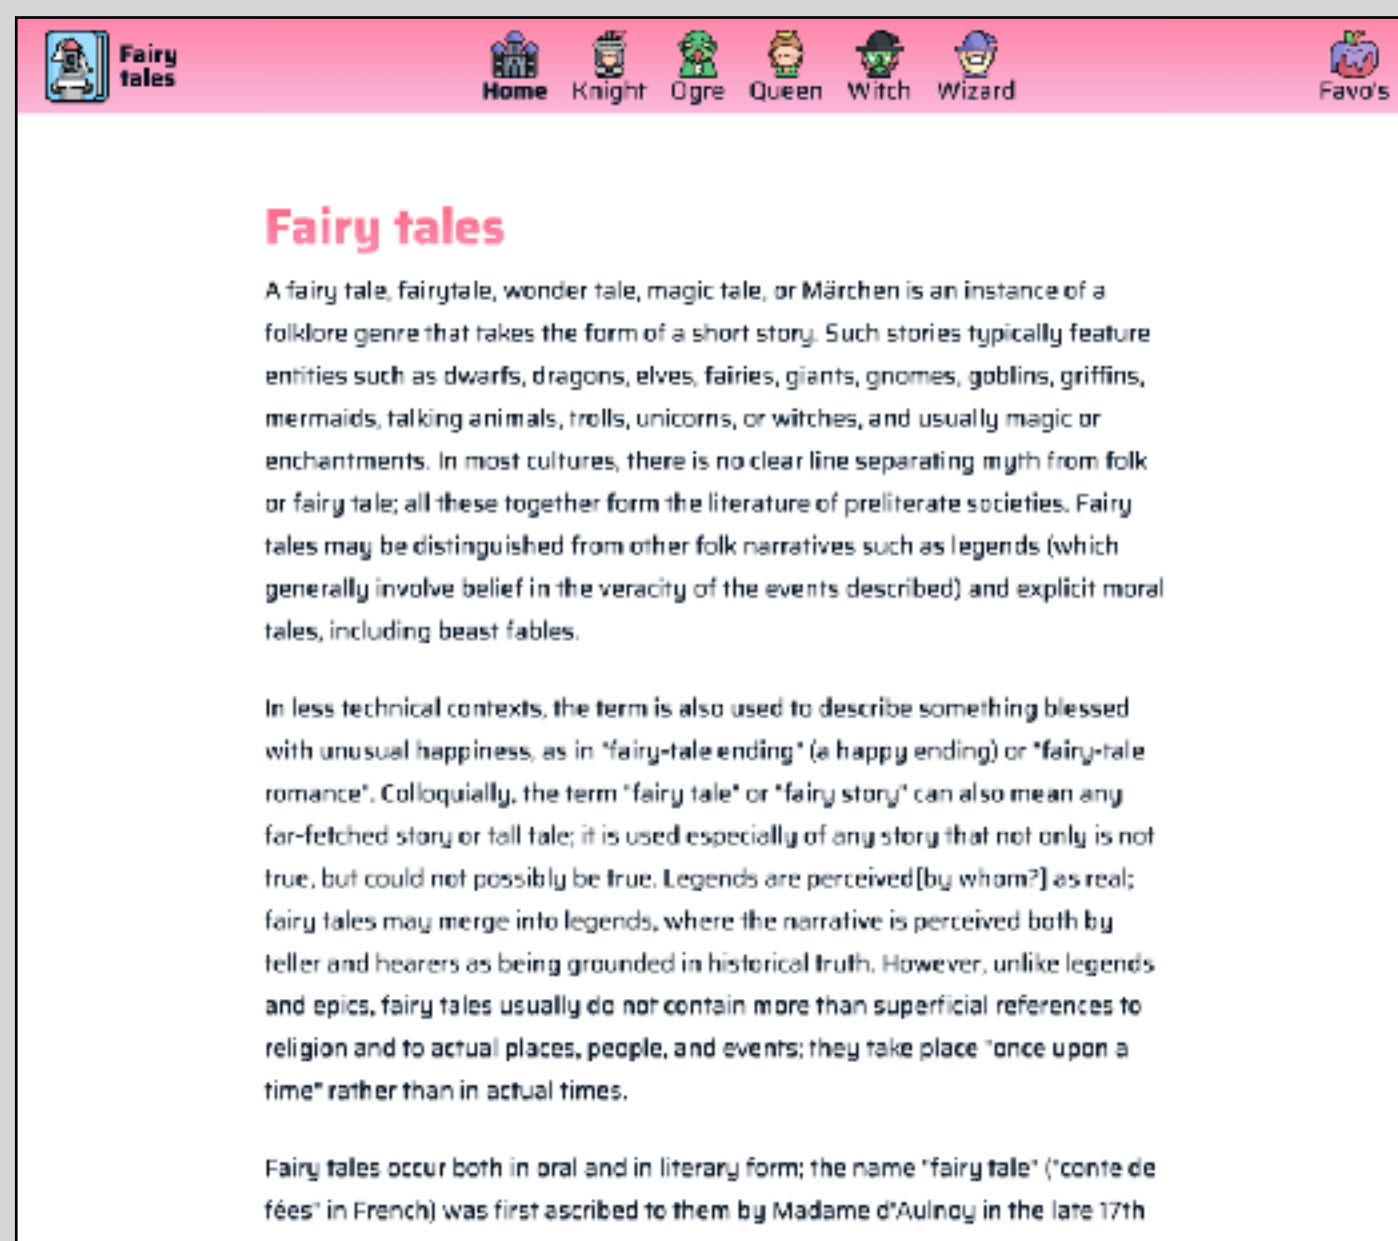 Fairy
tales
Home Knight Ogre Queen Witch Wizard Favo's
Fairy tales
A fairy tale, fairytale, wonder tale, magic tale, or Märchen is an instance of a
folklore genre that takes the form of a short story. Such stories typically feature
entities such as dwarfs, dragons, elves, fairies, giants, gnomes, goblins, griffins,
mermaids, talking animals, trolls, unicorns, or witches, and usually magic or
enchantments. In most cultures, there is no clear line separating myth from folk
or fairy tale; all these together form the literature of preliterate societies. Fairy
tales may be distinguished from other folk narratives such as legends (which
generally involve belief in the veracity of the events described) and explicit moral
tales, including beast fables.
In less technical contexts, the term is also used to describe something blessed
with unusual happiness, as in "fairy-tale ending" (a happy ending) or "fairy-tale
romance". Colloquially, the term "fairy tale" or "fairy story" can also mean any
far-fetched story or tall tale; it is used especially of any story that not only is not
true, but could not possibly be true. Legends are perceived[by whom?] as real;
fairy tales may merge into legends, where the narrative is perceived both by
teller and hearers as being grounded in historical truth. However, unlike legends
and epics, fairy tales usually do not contain more than superficial references to
religion and to actual places, people, and events; they take place "once upon a
time" rather than in actual times.
Fairy tales occur both in oral and in literary form; the name "fairy tale" ("conte de
fées" in French) was first ascribed to them by Madame d'Aulnoy in the late 17th